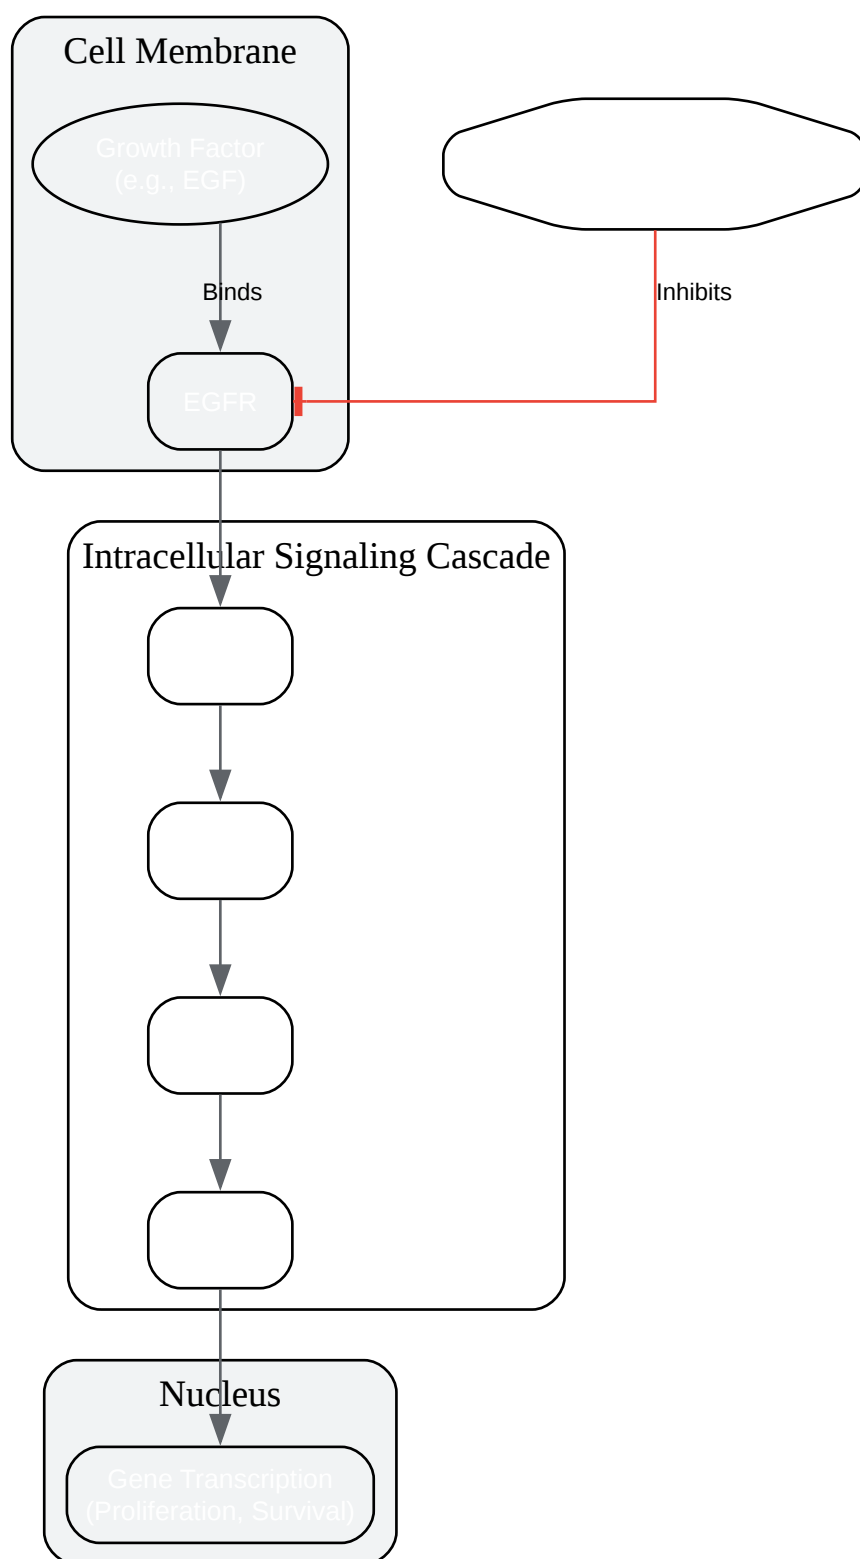 Cell Membrane
Growth Factor
(e.g., EGF)
Binds
Inhibits
EGFR
Intracellular Signaling Cascade
Nucleus
Gene Transcription
(Proliferation, Survival)